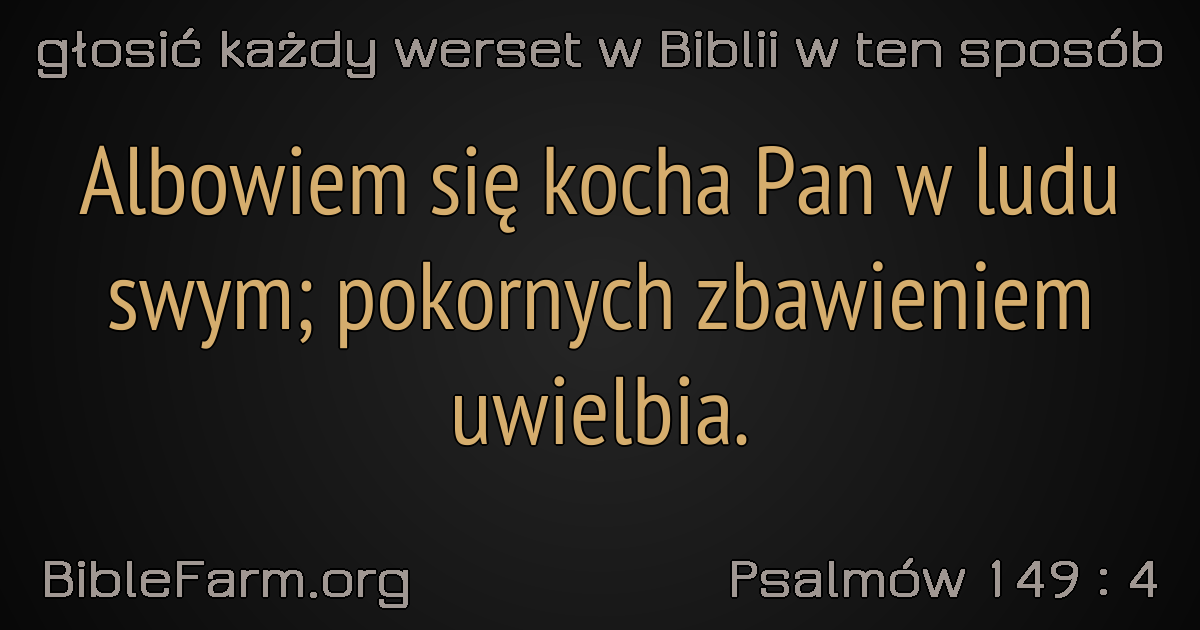 głosić każdy werset w Biblii w ten sposób
Albowiem się kocha Pan w ludu
swym; pokornych zbawieniem
uwielbia.
BibleFarm.org
Psalmów 149 : 4